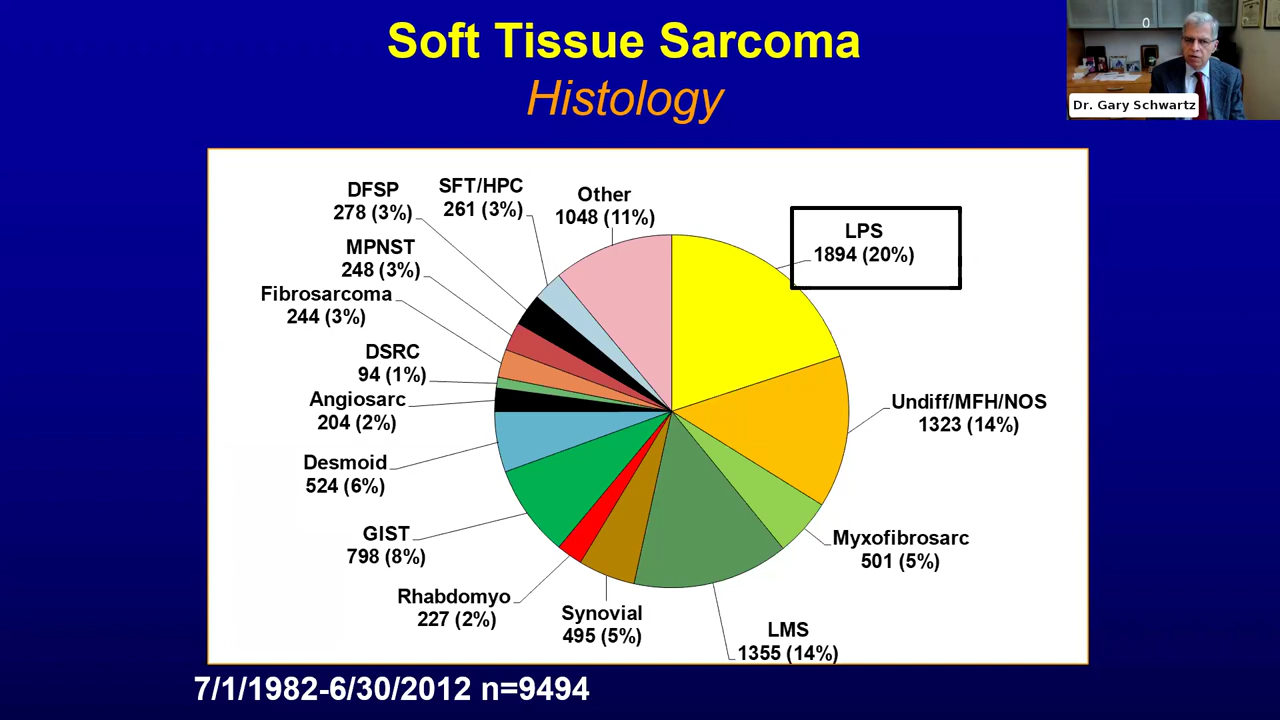 Soft Tissue Sarcoma
Histology
0
Dr. Gary Schwartz
DFSP
278 (3%)
SFT/HPC
261 (3%)
Other
1048 (11%)
LPS
1894 (20%)
MPNST
248 (3%)
Fibrosarcoma
244 (3%)
DSRC
94 (1%)
Angiosarc
204 (2%)
Undiff/MFH/NOS
1323 (14%)
Desmoid
524 (6%)
GIST
798 (8%)
Myxofibrosarc
501 (5%)
Rhabdomyo
227 (2%)
Synovial
495 (5%)
LMS
1355 (14%)
7/1/1982-6/30/2012 n=9494